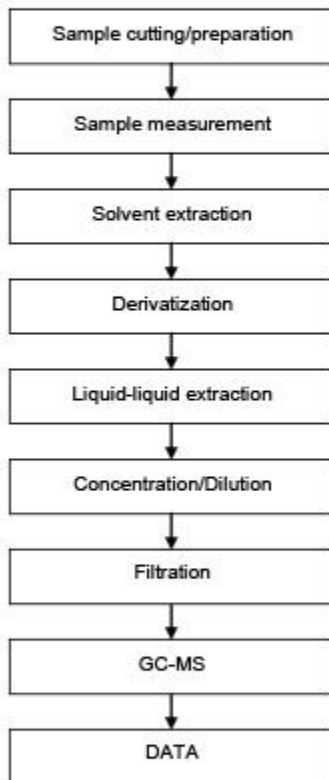 Sample cutting/preparation
Sample measurement
Solvent extraction
Derivatization
Liquid-liquid extraction
Concentration/Dilution
Filtration
GC-MS
DATA